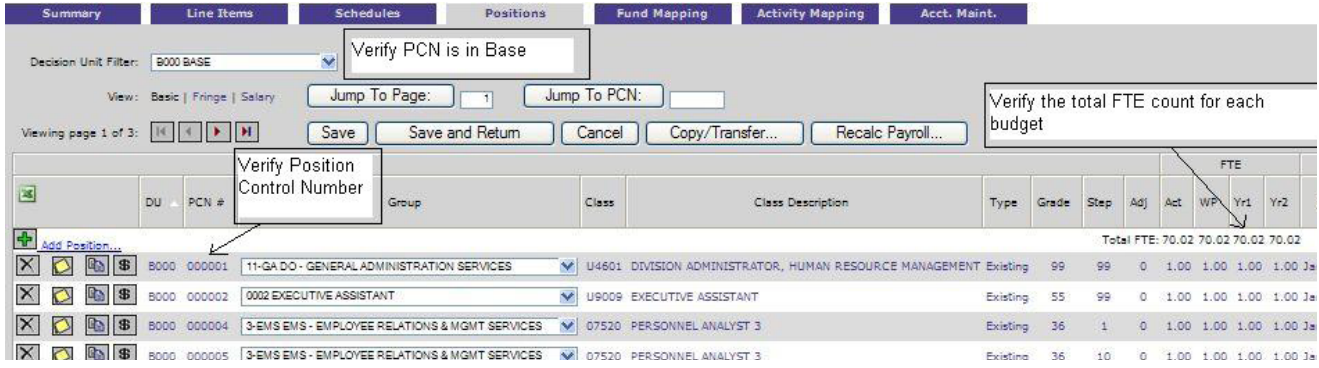 Summary Line Items Schedules Positions Fund Mapping Activity Mapping Acct. Maint.
Verify PCN is in Base
Decision Unit Filter: B000 BASE
View: Basic | Fringe | Salary Jump To Page: 1 Jump To PCN:
Verify the total FTE count for each
budget
Viewing page 1 of 3: Save Save and Return Cancel Copy/Transfer... Recalc Payroll...
Verify Position
Control Number
FTE
DU PCN # Group Class Class Description Type Grade Step Adj Act WP Yr1 Yr2
Add Position... Total FTE: 70.02 70.02 70.02 70.02
B000 000001 11-GA DO - GENERAL ADMINISTRATION SERVICES U4601 DIVISION ADMINISTRATOR, HUMAN RESOURCE MANAGEMENT Existing 99 99 0 1.00 1.00 1.00 1.00 Ja
B000 000002 0002 EXECUTIVE ASSISTANT U9009 EXECUTIVE ASSISTANT Existing 55 99 0 1.00 1.00 1.00 1.00 Ja
B000 000004 3-EMS EMS - EMPLOYEE RELATIONS & MGMT SERVICES 07520 PERSONNEL ANALYST 3 Existing 36 1 0 1.00 1.00 1.00 1.00 Ja
B000 000005 3-EMS EMS - EMPLOYEE RELATIONS & MGMT SERVICES 07520 PERSONNEL ANALYST 3 Existing 36 10 0 1.00 1.00 1.00 1.00 Ja